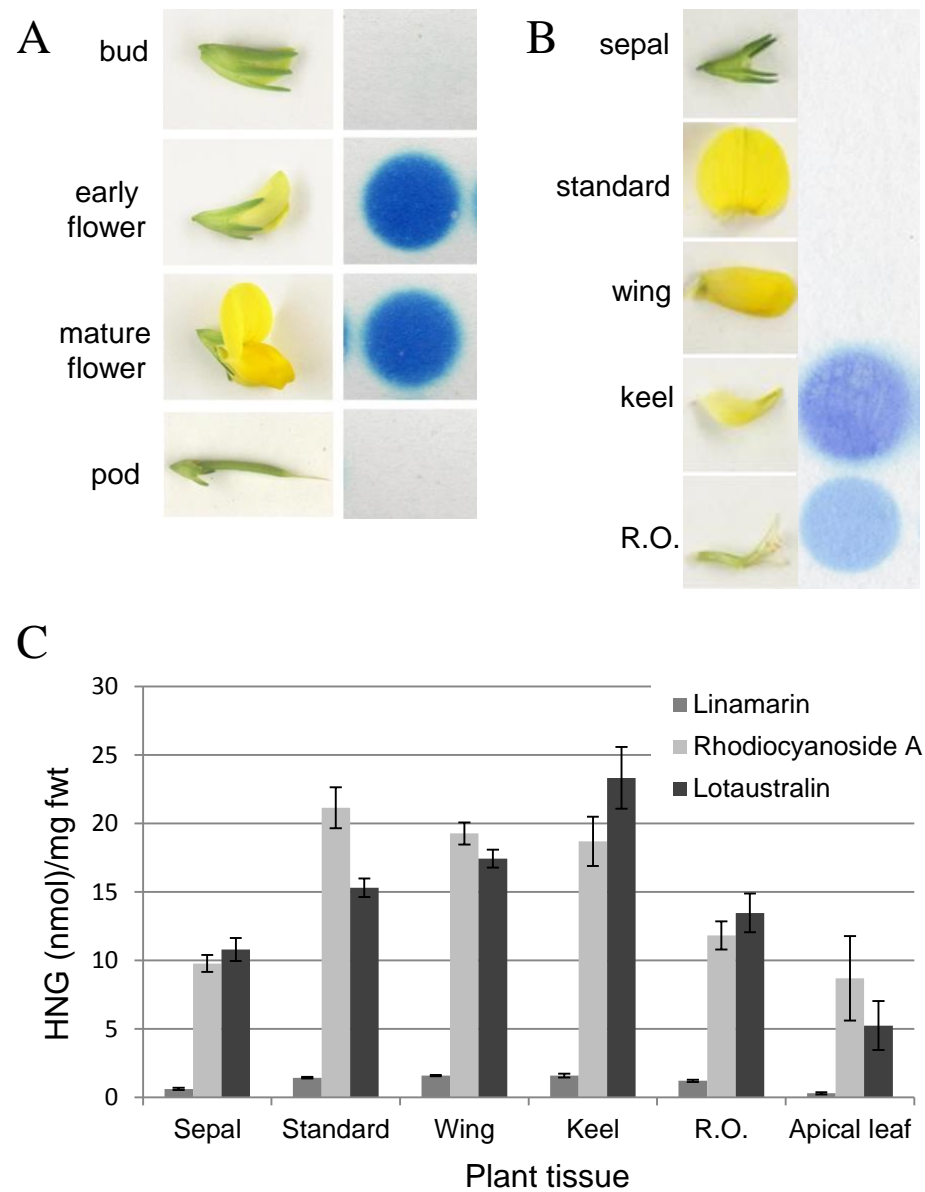 A
bud
early
flower
mature
flower
pod
B
sepal
standard
wing
keel
R.O.
C
HNG (nmol)/mg fwt
30
25
20
15
10
5
0
Linamarin
Rhodiocyanoside A
Lotaustralin
Sepal Standard Wing Keel R.O. Apical leaf
Plant tissue